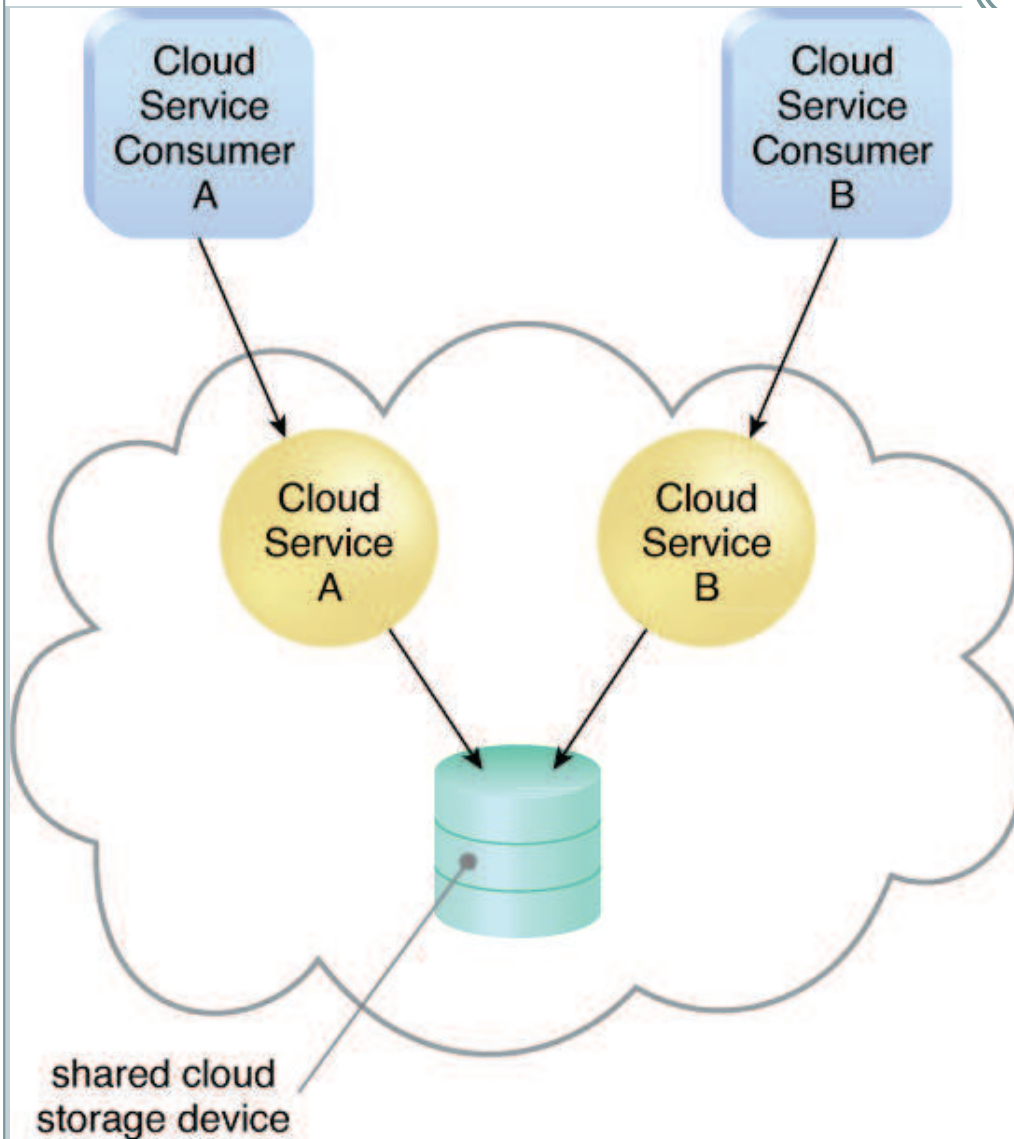 Cloud
Service
Consumer
A
Cloud
Service
Consumer
B
Cloud
Service
A
Cloud
Service
B
shared cloud
storage device